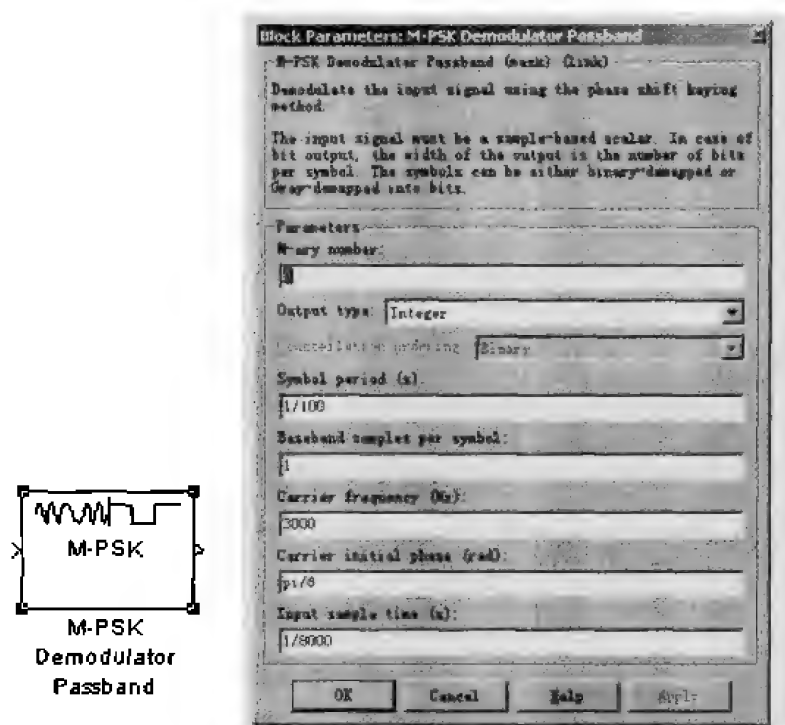 Block Parameters: M-PSK Demodulator Passband
M-PSK Demodulator Passband (mask) (link)
Demodulate the input signal using the phase shift keying
method.
The input signal must be a sample-based scalar. In case of
bit output, the width of the output is the number of bits
per symbol. The symbols can be either binary-demapped or
Gray-demapped into bits.
Parameters
M-ary number:
Output type: Integer
Constellation ordering Binary
Symbol period (s):
1/100
Baseband samples per symbol:
1
Carrier frequency (Hz):
3000
Carrier initial phase (rad):
pi/8
Input sample time (s):
1/8000
OK Cancel Help Apply
M-PSK
M-PSK
Demodulator
Passband